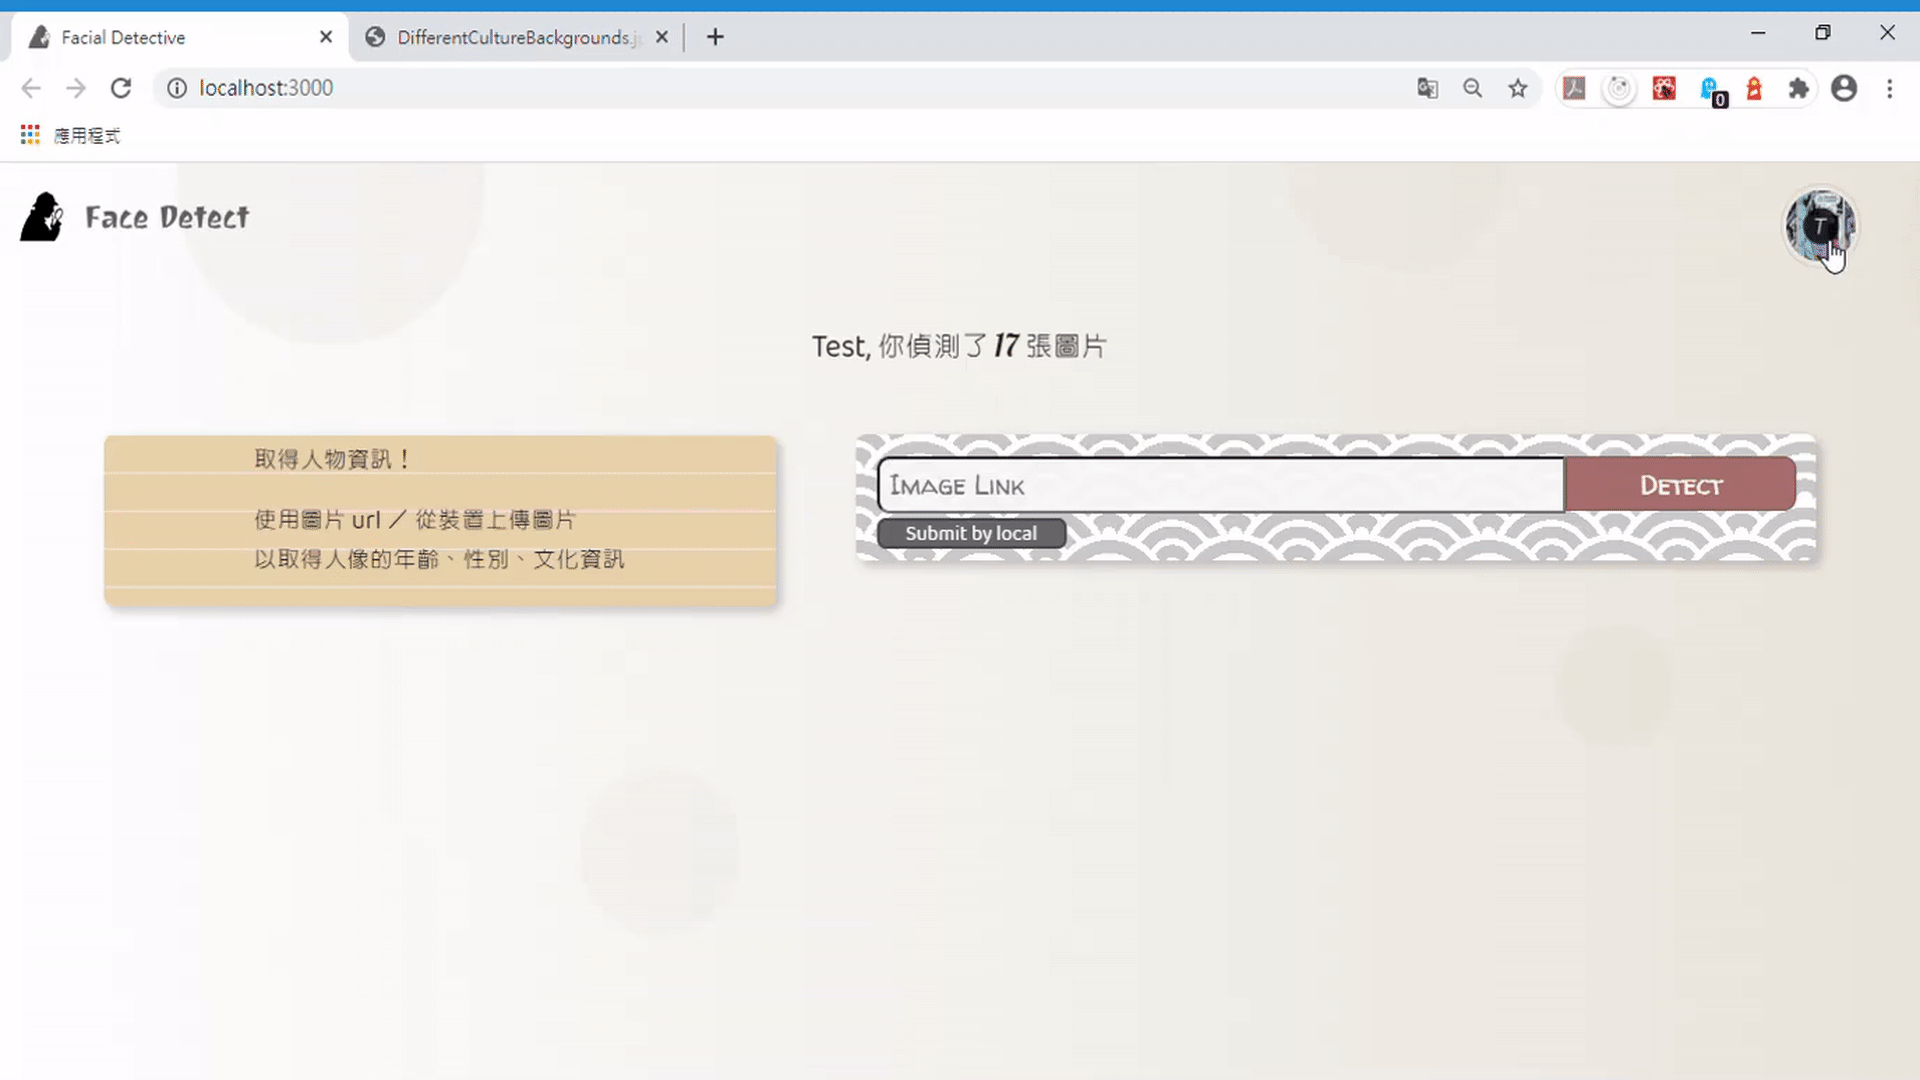 Facial Detective
DifferentCultureBackgrounds.j
localhost:3000
0
應用程式
Face Detect
T
Test, 你偵測了 17 張圖片
取得人物資訊！
使用圖片 url ／ 從裝置上傳圖片
以取得人像的年齡、性別、文化資訊
Image Link
Detect
Submit by local